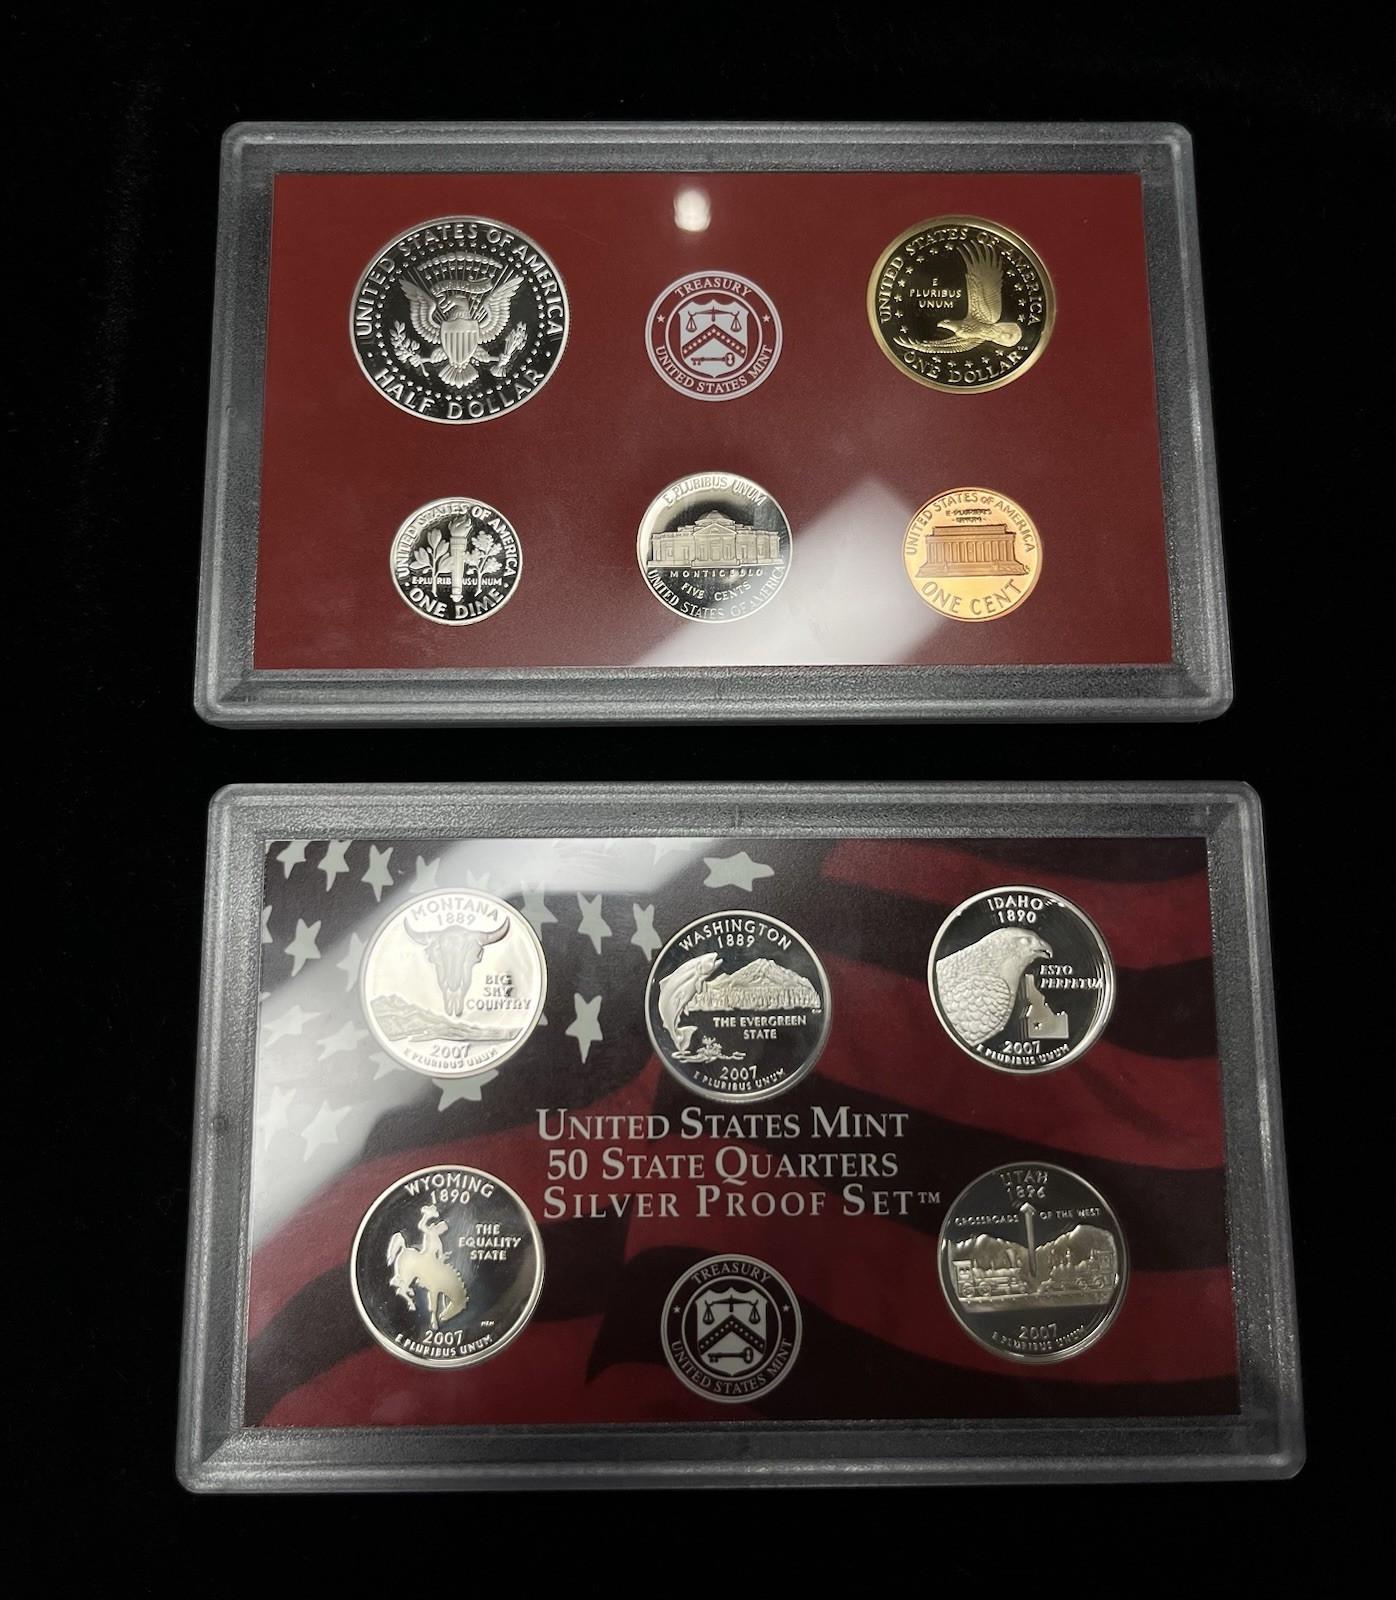 UNITED STATES OF AMERICA
HALF DOLLAR
TREASURY
UNITED STATES MINT
UNITED STATES OF AMERICA
E
PLURIBUS
UNUM
ONE DOLLAR
UNITED STATES OF AMERICA
E·PLURIBUS·UNUM
ONE DIME
E PLURIBUS UNUM
MONTICELLO
FIVE CENTS
UNITED STATES OF AMERICA
UNITED STATES OF AMERICA
E·PLURIBUS
·UNUM·
ONE CENT
MONTANA
1889
BIG
SKY
COUNTRY
2007
E PLURIBUS UNUM
WASHINGTON
1889
THE EVERGREEN
STATE
2007
E PLURIBUS UNUM
IDAHO
1890
ESTO
PERPETUA
2007
E PLURIBUS UNUM
UNITED STATES MINT
50 STATE QUARTERS
SILVER PROOF SET™
WYOMING
1890
THE
EQUALITY
STATE
2007
E PLURIBUS UNUM
UTAH
1896
CROSSROADS OF THE WEST
2007
E PLURIBUS UNUM
TREASURY
UNITED STATES MINT